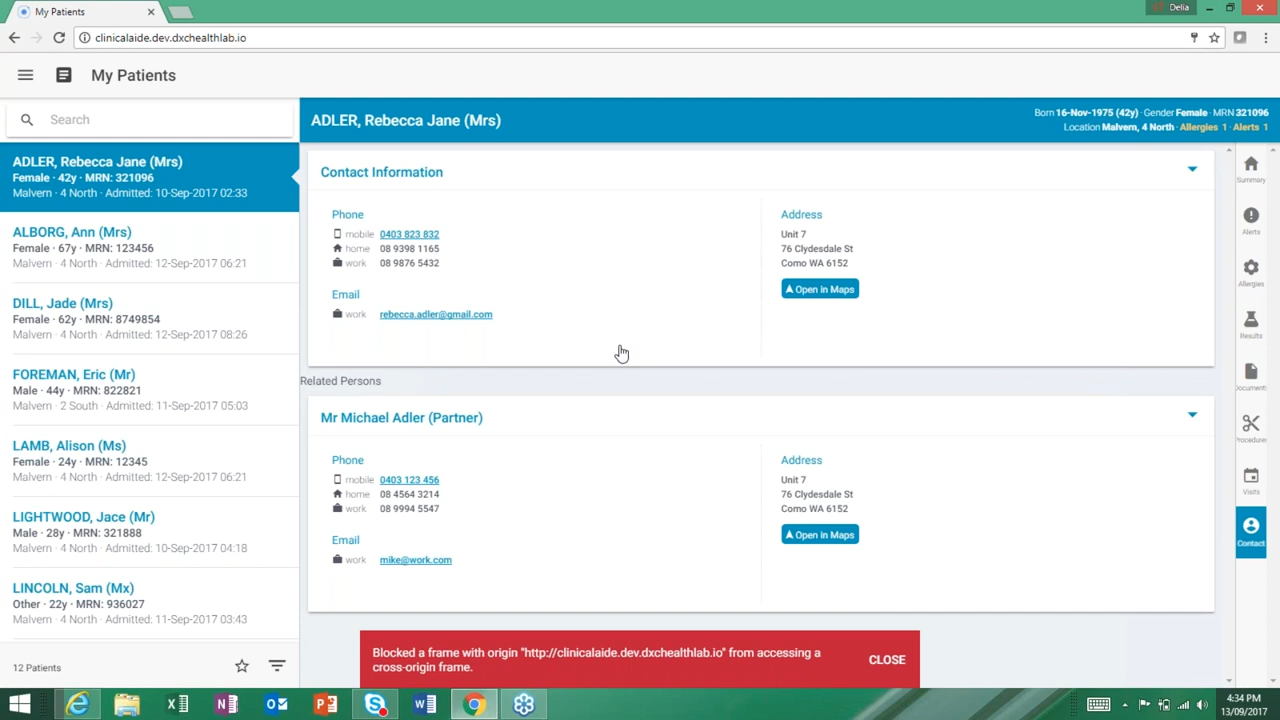 My Patients
Delia
clinicalaide.dev.dxchealthlab.io
My Patients
Search
ADLER, Rebecca Jane (Mrs)
Female · 42y · MRN: 321096
Malvern · 4 North · Admitted: 10-Sep-2017 02:33
ALBORG, Ann (Mrs)
Female · 67y · MRN: 123456
Malvern · 4 North · Admitted: 12-Sep-2017 06:21
DILL, Jade (Mrs)
Female · 62y · MRN: 8749854
Malvern · 4 North · Admitted: 12-Sep-2017 08:26
FOREMAN, Eric (Mr)
Male · 44y · MRN: 822821
Malvern · 2 South · Admitted: 11-Sep-2017 05:03
LAMB, Alison (Ms)
Female · 24y · MRN: 12345
Malvern · 4 North · Admitted: 12-Sep-2017 06:21
LIGHTWOOD, Jace (Mr)
Male · 28y · MRN: 321888
Malvern · 4 North · Admitted: 10-Sep-2017 04:18
LINCOLN, Sam (Mx)
Other · 22y · MRN: 936027
Malvern · 4 North · Admitted: 11-Sep-2017 03:43
12 Patients
ADLER, Rebecca Jane (Mrs)
Born 16-Nov-1975 (42y) · Gender Female · MRN 321096
Location Malvern, 4 North · Allergies 1 · Alerts 1
Contact Information
Phone
mobile 0403 823 832
home 08 9398 1165
work 08 9876 5432
Email
work rebecca.adler@gmail.com
Address
Unit 7
76 Clydesdale St
Como WA 6152
Open in Maps
Related Persons
Mr Michael Adler (Partner)
Phone
mobile 0403 123 456
home 08 4564 3214
work 08 9994 5547
Email
work mike@work.com
Address
Unit 7
76 Clydesdale St
Como WA 6152
Open in Maps
Summary
Alerts
Allergies
Results
Document
Procedure
Visits
Contact
Blocked a frame with origin "http://clinicalaide.dev.dxchealthlab.io" from accessing a
cross-origin frame.
CLOSE
4:34 PM
13/09/2017